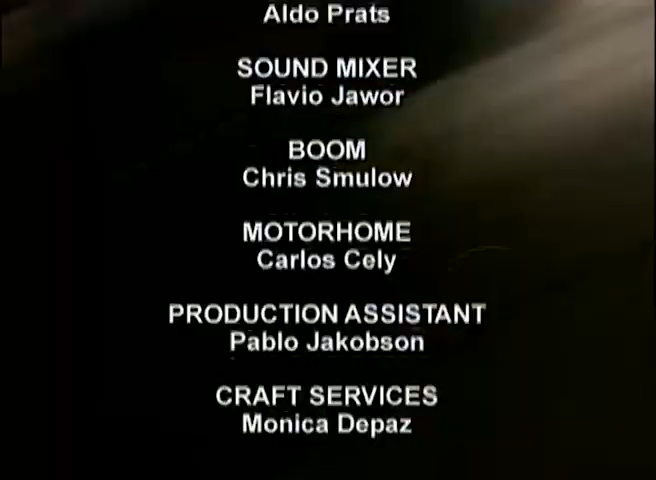 Aldo Prats
SOUND MIXER
Flavio Jawor
BOOM
Chris Smulow
MOTORHOME
Carlos Cely
PRODUCTION ASSISTANT
Pablo Jakobson
CRAFT SERVICES
Monica Depaz